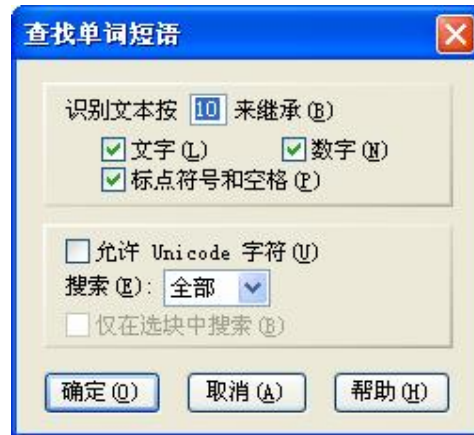 查找单词短语
识别文本按 10 来继承(B)
文字(L) 数字(N)
标点符号和空格(P)
允许 Unicode 字符(U)
搜索(E): 全部
仅在选块中搜索(B)
确定(O) 取消(A) 帮助(H)